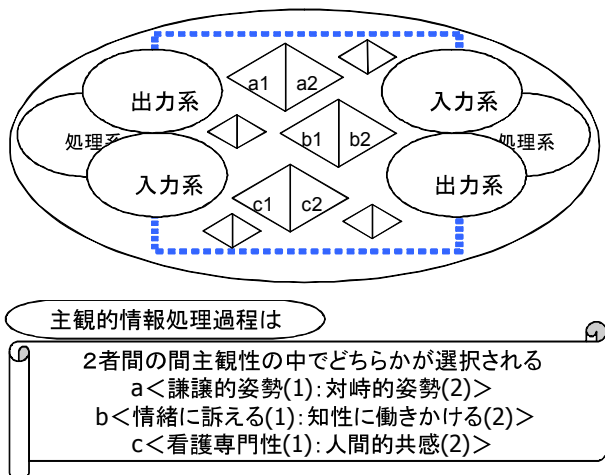 出力系
a1 a2
入力系
処理系
b1 b2
処理系
入力系
c1 c2
出力系
主観的情報処理過程は
2者間の間主観性の中でどちらかが選択される
a<謙譲的姿勢(1):対峙的姿勢(2)>
b<情緒に訴える(1):知性に働きかける(2)>
c<看護専門性(1):人間的共感(2)>